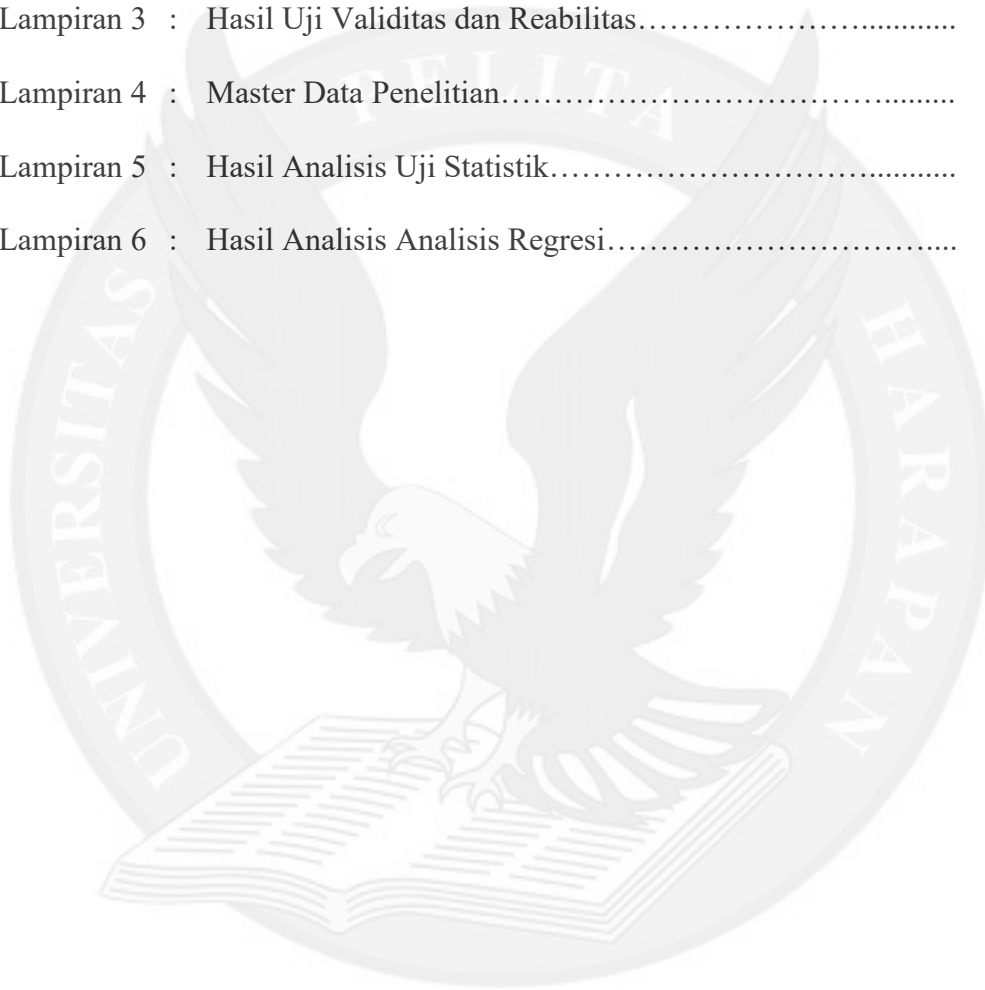 Lampiran 3 : Hasil Uji Validitas dan Reabilitas…………………............
Lampiran 4 : Master Data Penelitian……………………………….........
Lampiran 5 : Hasil Analisis Uji Statistik…………………………...........
Lampiran 6 : Hasil Analisis Analisis Regresi…………………………....
UNIVERSITAS PELITA HARAPAN